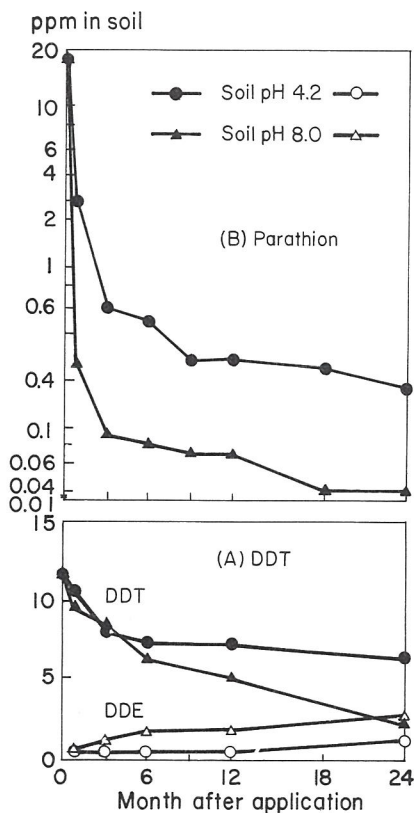 ppm in soil
20
10
6
4
2
1
0.6
0.4
0.1
0.06
0.04
0.01
Soil pH 4.2
Soil pH 8.0
(B) Parathion
15
10
5
0
(A) DDT
DDT
DDE
0 6 12 18 24
Month after application